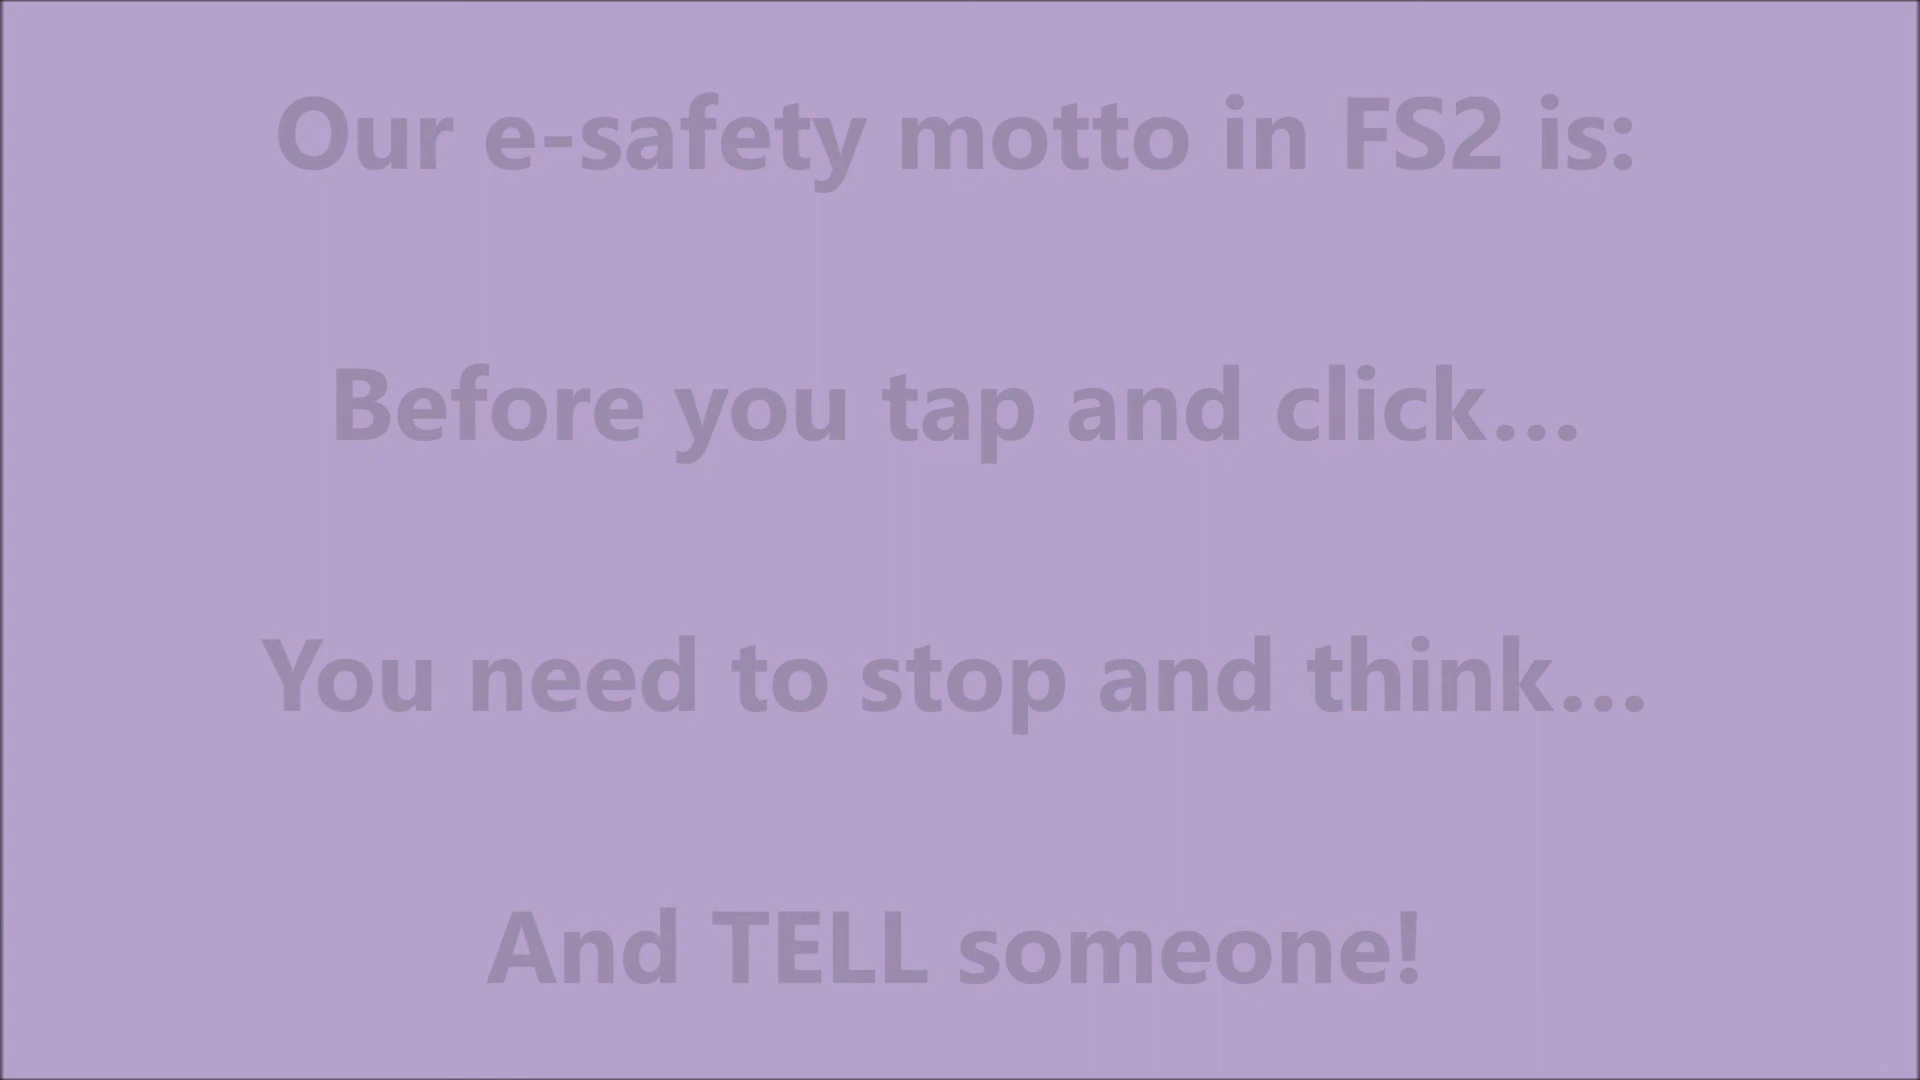 Our e-safety motto in FS2 is:
Before you tap and click...
You need to stop and think...
And TELL someone!